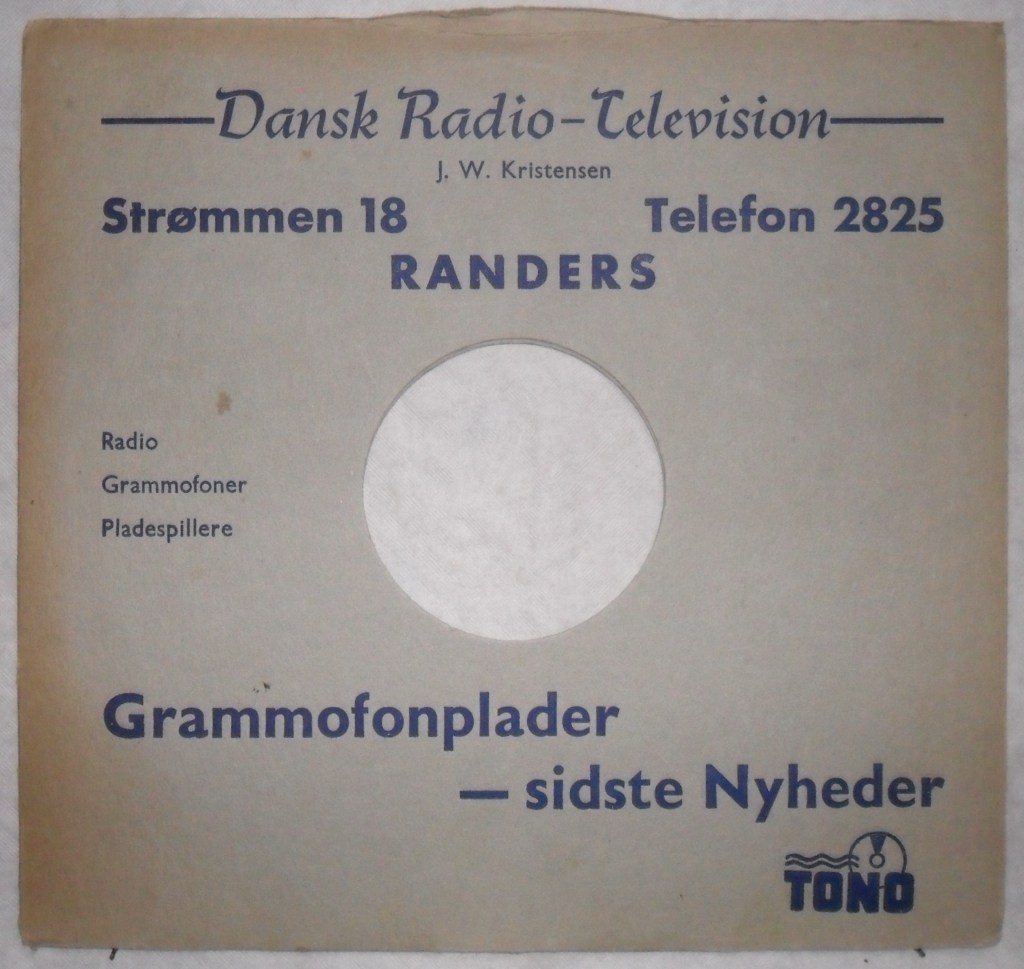 Dansk Radio-Television
J. W. Kristensen
Strømmen 18 Telefon 2825
RANDERS
Radio
Grammofoner
Pladespillere
Grammofonplader
— sidste Nyheder
TONO